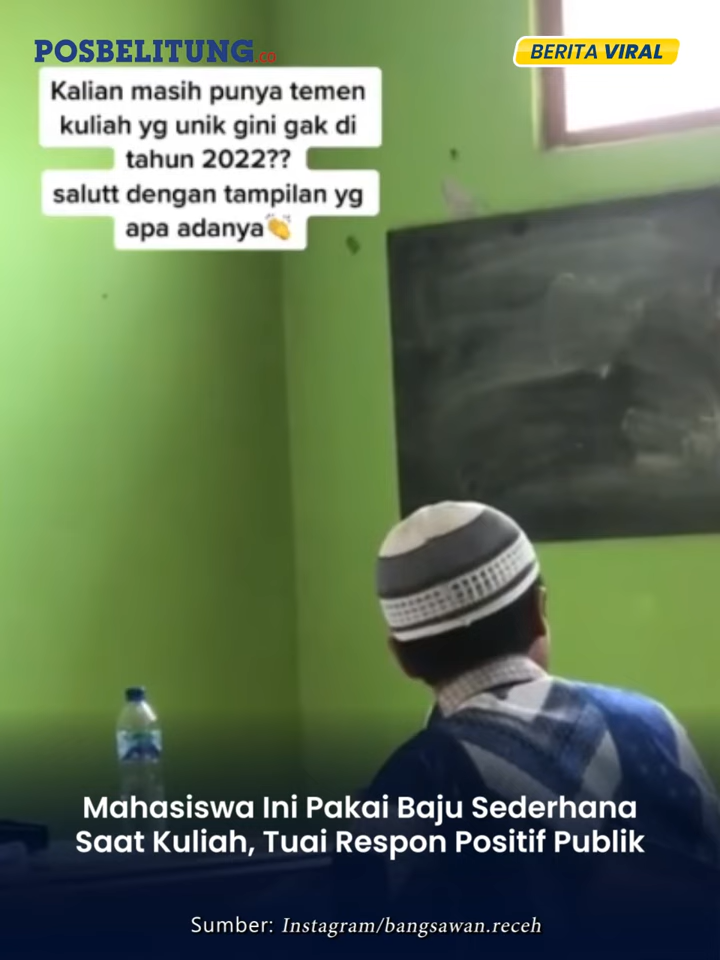 POSBELITUNG.CO
BERITA VIRAL
Kalian masih punya temen
kuliah yg unik gini gak di
tahun 2022??
salutt dengan tampilan yg
apa adanya👏
Mahasiswa Ini Pakai Baju Sederhana
Saat Kuliah, Tuai Respon Positif Publik
Sumber: Instagram/bangsawan.receh